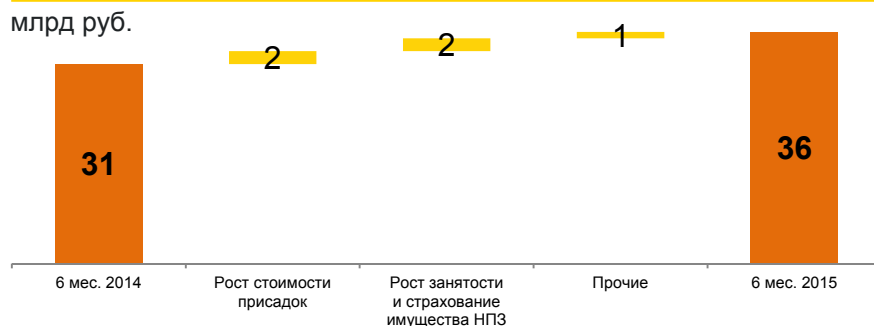 млрд руб.
2
2
1
31
36
6 мес. 2014
Рост стоимости
присадок
Рост занятости
и страхование
имущества НПЗ
Прочие
6 мес. 2015